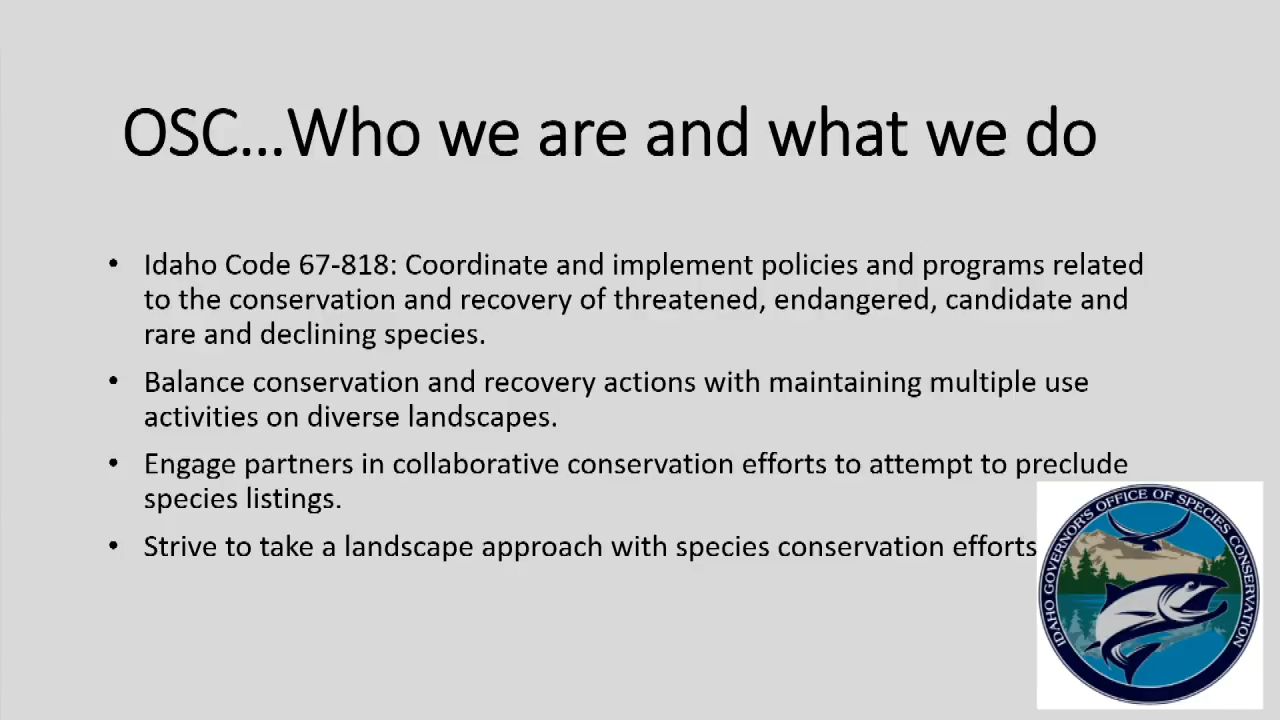 OSC...Who we are and what we do
• Idaho Code 67-818: Coordinate and implement policies and programs related
to the conservation and recovery of threatened, endangered, candidate and
rare and declining species.
• Balance conservation and recovery actions with maintaining multiple use
activities on diverse landscapes.
• Engage partners in collaborative conservation efforts to attempt to preclude
species listings.
• Strive to take a landscape approach with species conservation efforts
IDAHO GOVERNOR'S OFFICE OF SPECIES CONSERVATION